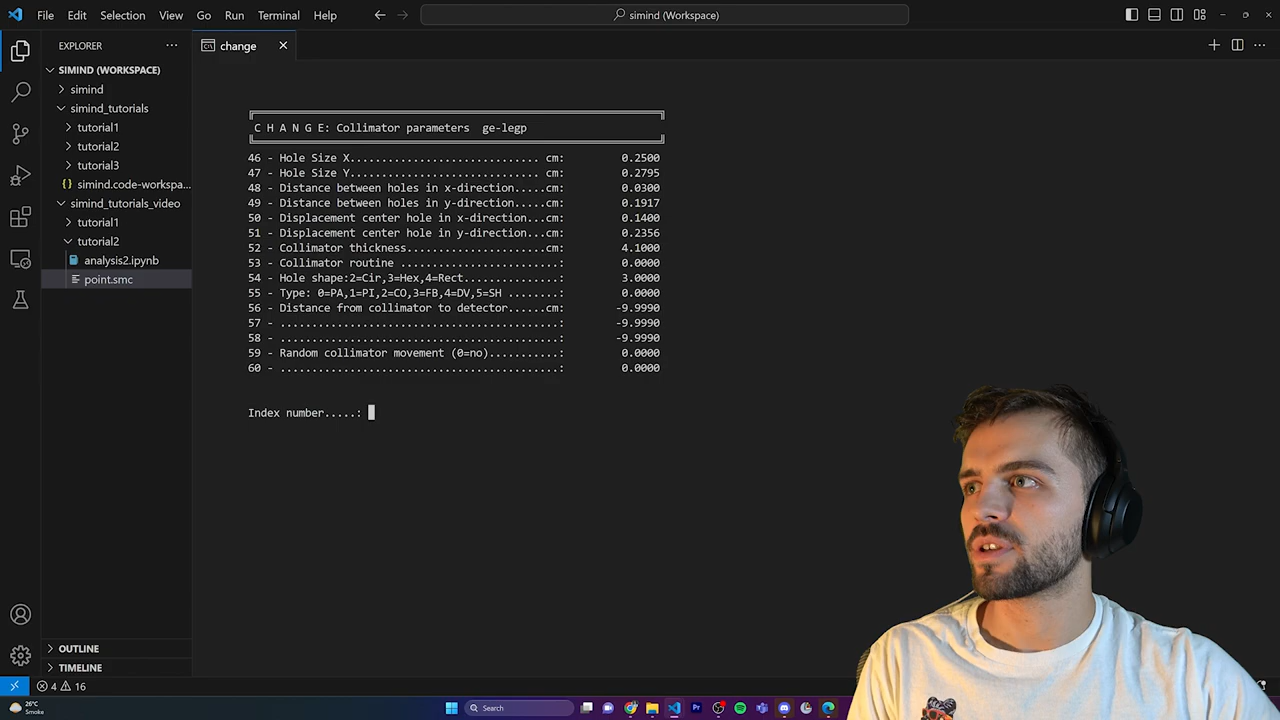 File Edit Selection View Go Run Terminal Help
simind (Workspace)
EXPLORER
change
SIMIND (WORKSPACE)
simind
simind_tutorials
tutorial1
tutorial2
tutorial3
simind.code-workspa...
simind_tutorials_video
tutorial1
tutorial2
analysis2.ipynb
point.smc
C H A N G E: Collimator parameters ge-legp
46 - Hole Size X.............................. cm: 0.2500
47 - Hole Size Y.............................. cm: 0.2795
48 - Distance between holes in x-direction.....cm: 0.0300
49 - Distance between holes in y-direction.....cm: 0.1917
50 - Displacement center hole in x-direction...cm: 0.1400
51 - Displacement center hole in y-direction...cm: 0.2356
52 - Collimator thickness......................cm: 4.1000
53 - Collimator routine .........................: 0.0000
54 - Hole shape:2=Cir,3=Hex,4=Rect...............: 3.0000
55 - Type: 0=PA,1=PI,2=CO,3=FB,4=DV,5=SH ........: 0.0000
56 - Distance from collimator to detector......cm: -9.9990
57 - ............................................: -9.9990
58 - ............................................: -9.9990
59 - Random collimator movement (0=no)...........: 0.0000
60 - ............................................: 0.0000
Index number.....:
OUTLINE
TIMELINE
4 16
26°C
Smoke
Search